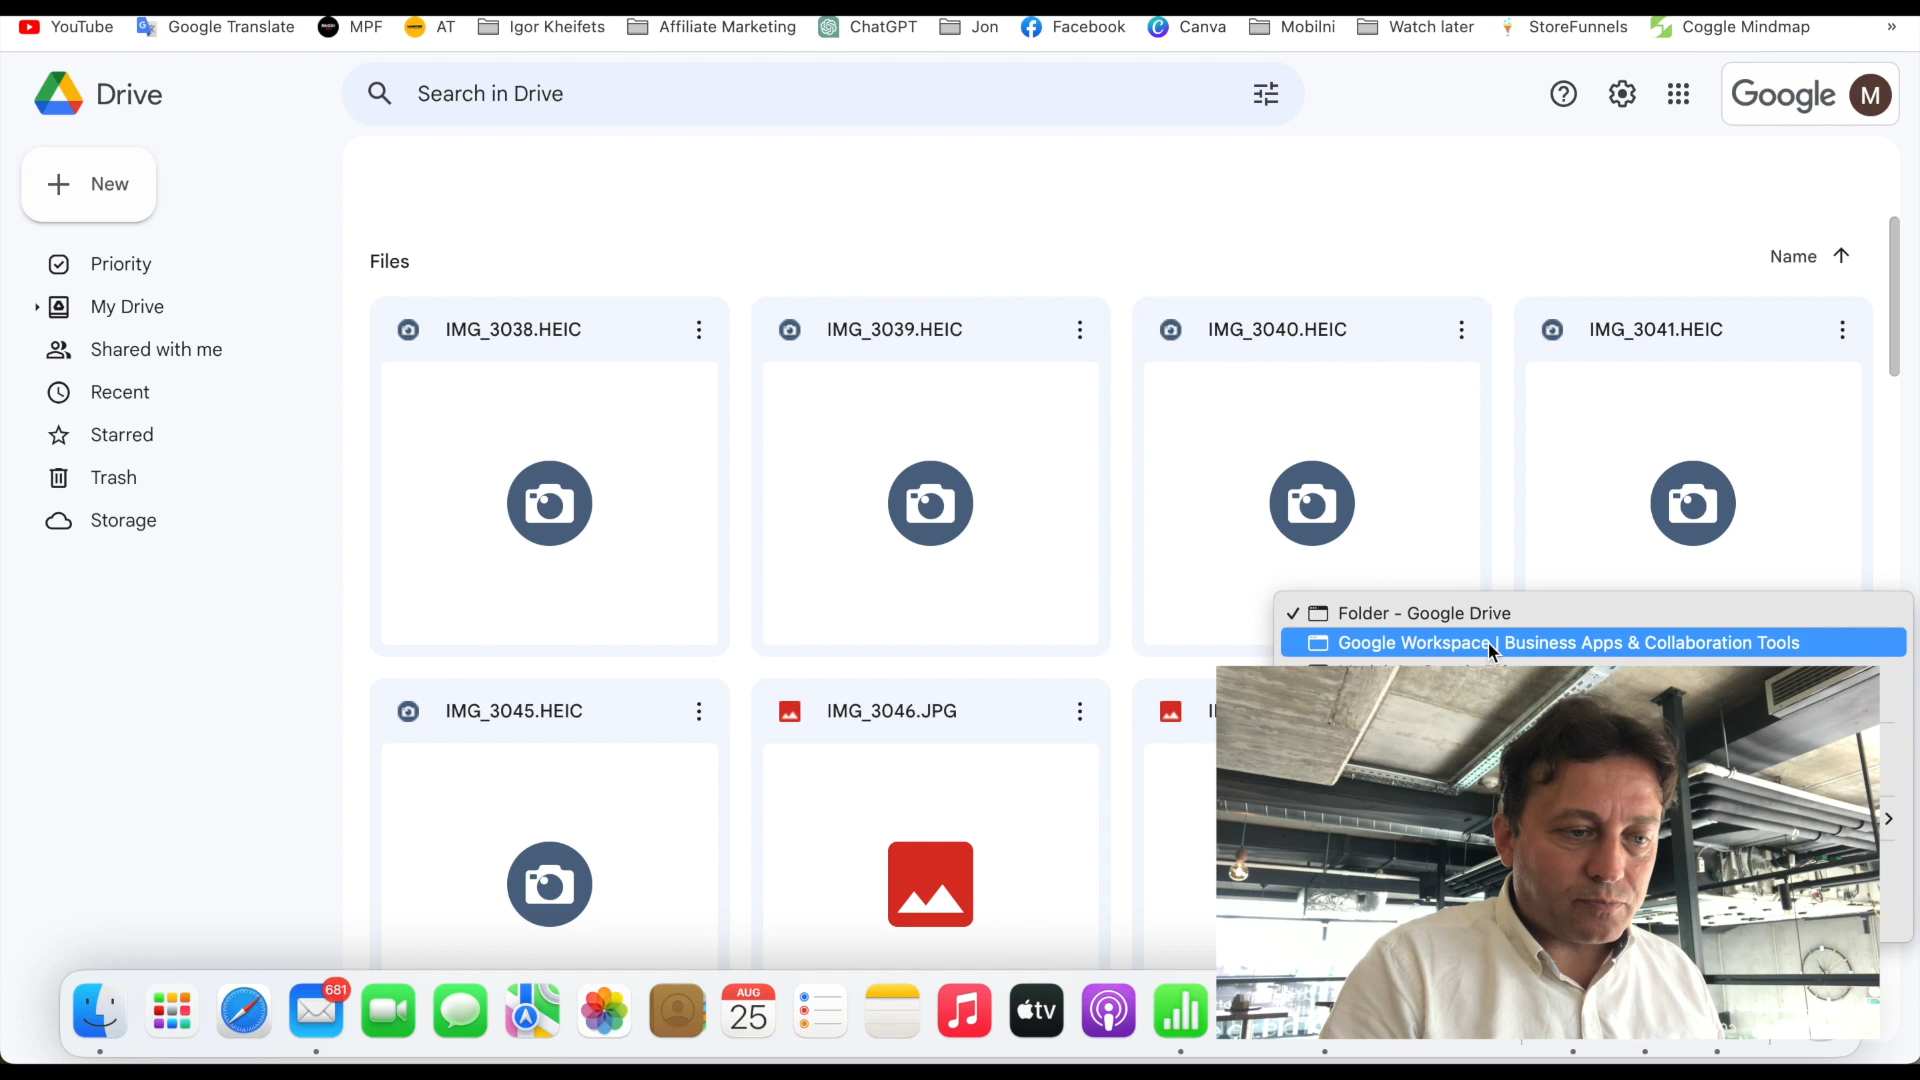 YouTube Google Translate MPF AT Igor Kheifets Affiliate Marketing ChatGPT Jon Facebook Canva Mobilni Watch later StoreFunnels Coggle Mindmap »
Drive Search in Drive Google M
New
Priority
My Drive
Shared with me
Recent
Starred
Trash
Storage
Files Name
IMG_3038.HEIC IMG_3039.HEIC IMG_3040.HEIC IMG_3041.HEIC
Folder - Google Drive
Google Workspace | Business Apps & Collaboration Tools
IMG_3045.HEIC IMG_3046.JPG
681
AUG
25
tv